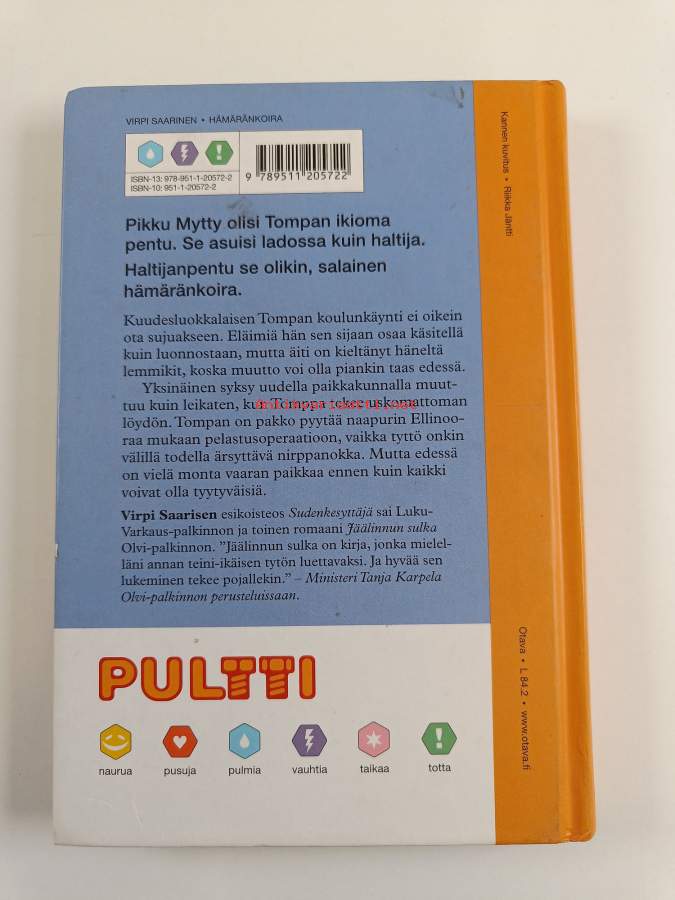 VIRPI SAARINEN • HÄMÄRÄNKOIRA
ISBN-13: 978-951-1-20572-2
ISBN-10: 951-1-20572-2
9 789511 205722
Pikku Mytty olisi Tompan ikioma
pentu. Se asuisi ladossa kuin haltija.
Haltijanpentu se olikin, salainen
hämäränkoira.
Kuudesluokkalaisen Tompan koulunkäynti ei oikein
ota sujuakseen. Eläimiä hän sen sijaan osaa käsitellä
kuin luonnostaan, mutta äiti on kieltänyt häneltä
lemmikit, koska muutto voi olla piankin taas edessä.
Yksinäinen syksy uudella paikkakunnalla muut-
tuu kuin leikaten, kun Tomppa tekee uskomattoman
löydön. Tompan on pakko pyytää naapurin Ellinoo-
raa mukaan pelastusoperaatioon, vaikka tyttö onkin
välillä todella ärsyttävä nirppanokka. Mutta edessä
on vielä monta vaaran paikkaa ennen kuin kaikki
voivat olla tyytyväisiä.
Virpi Saarisen esikoisteos Sudenkesyttäjä sai Luku-
Varkaus-palkinnon ja toinen romaani Jäälinnun sulka
Olvi-palkinnon. ”Jäälinnun sulka on kirja, jonka mielel-
läni annan teini-ikäisen tytön luettavaksi. Ja hyvää sen
lukeminen tekee pojallekin.” – Ministeri Tanja Karpela
Olvi-palkinnon perusteluissaan.
PULTTI
naurua pusuja pulmia vauhtia taikaa totta
Kannen kuvitus • Riikka Jäntti
Otava • L 84.2 • www.otava.fi